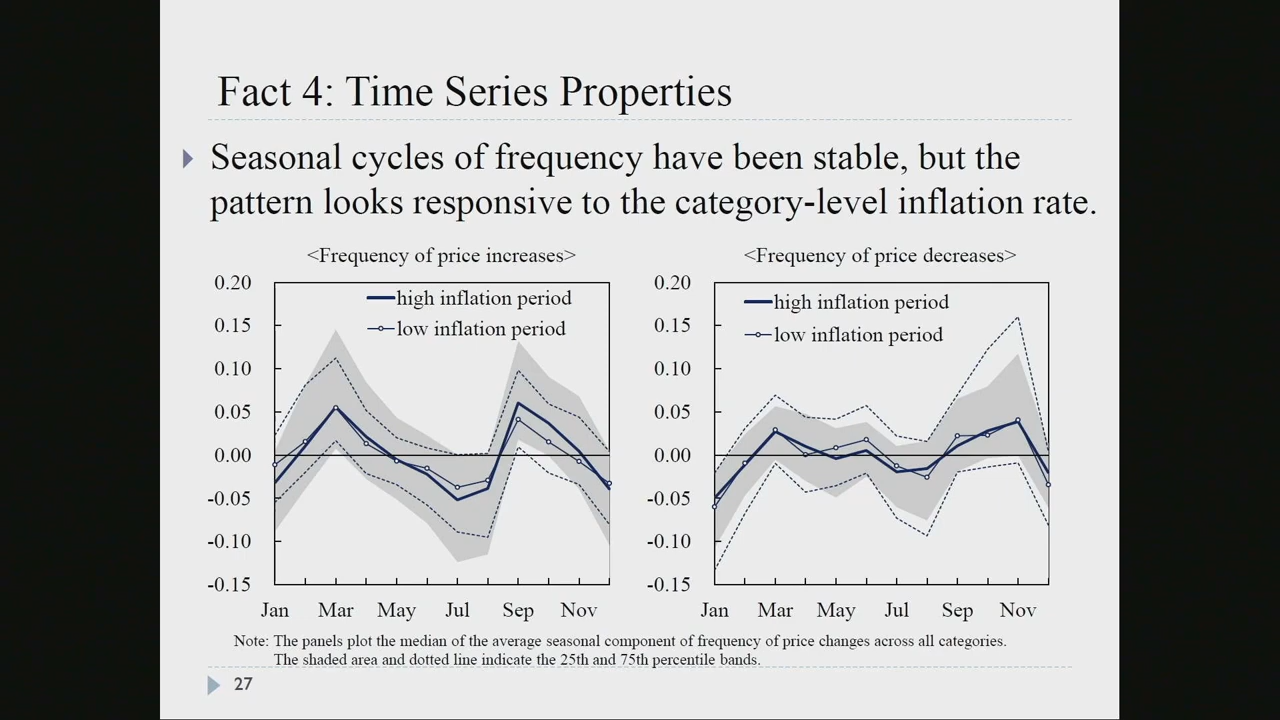 Fact 4: Time Series Properties
Seasonal cycles of frequency have been stable, but the
pattern looks responsive to the category-level inflation rate.
<Frequency of price increases>
0.20
0.15
0.10
0.05
0.00
-0.05
-0.10
-0.15
high inflation period
low inflation period
Jan Mar May Jul Sep Nov
<Frequency of price decreases>
0.20
0.15
0.10
0.05
0.00
-0.05
-0.10
-0.15
high inflation period
low inflation period
Jan Mar May Jul Sep Nov
Note: The panels plot the median of the average seasonal component of frequency of price changes across all categories.
The shaded area and dotted line indicate the 25th and 75th percentile bands.
27